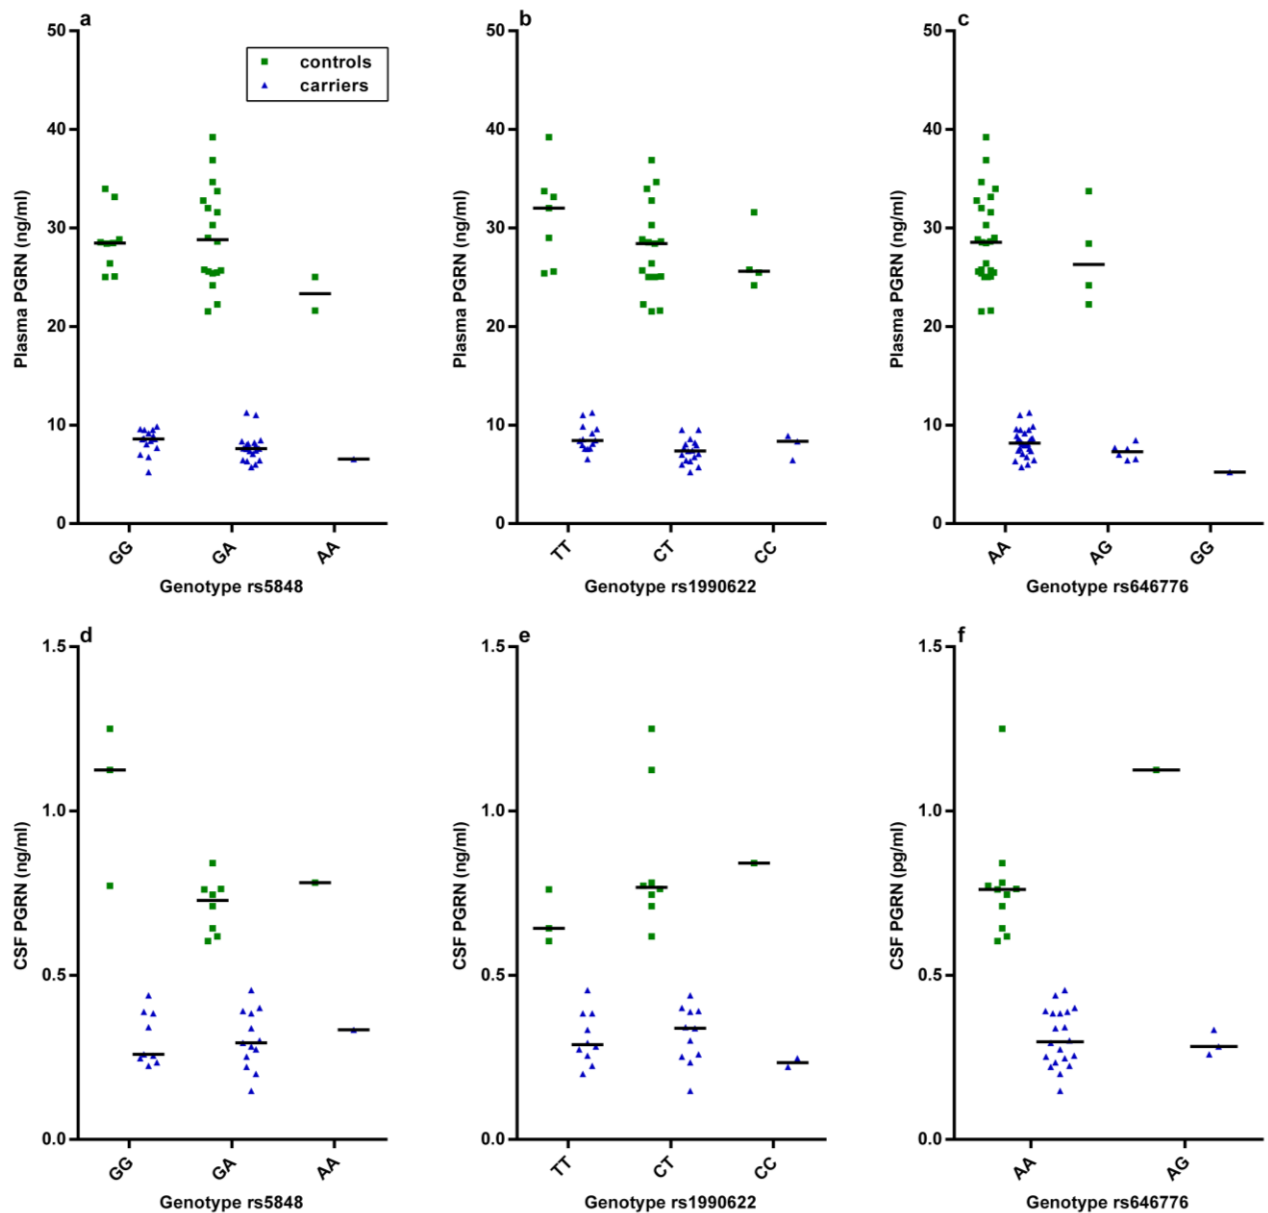 a
50
40
30
20
10
0
Plasma PGRN (ng/ml)
controls
carriers
GG
GA
AA
Genotype rs5848
b
50
40
30
20
10
0
Plasma PGRN (ng/ml)
TT
CT
CC
Genotype rs1990622
c
50
40
30
20
10
0
Plasma PGRN (ng/ml)
AA
AG
GG
Genotype rs646776
d
1.5
1.0
0.5
0.0
CSF PGRN (ng/ml)
GG
GA
AA
Genotype rs5848
e
1.5
1.0
0.5
0.0
CSF PGRN (ng/ml)
TT
CT
CC
Genotype rs1990622
f
1.5
1.0
0.5
0.0
CSF PGRN (pg/ml)
AA
AG
Genotype rs646776